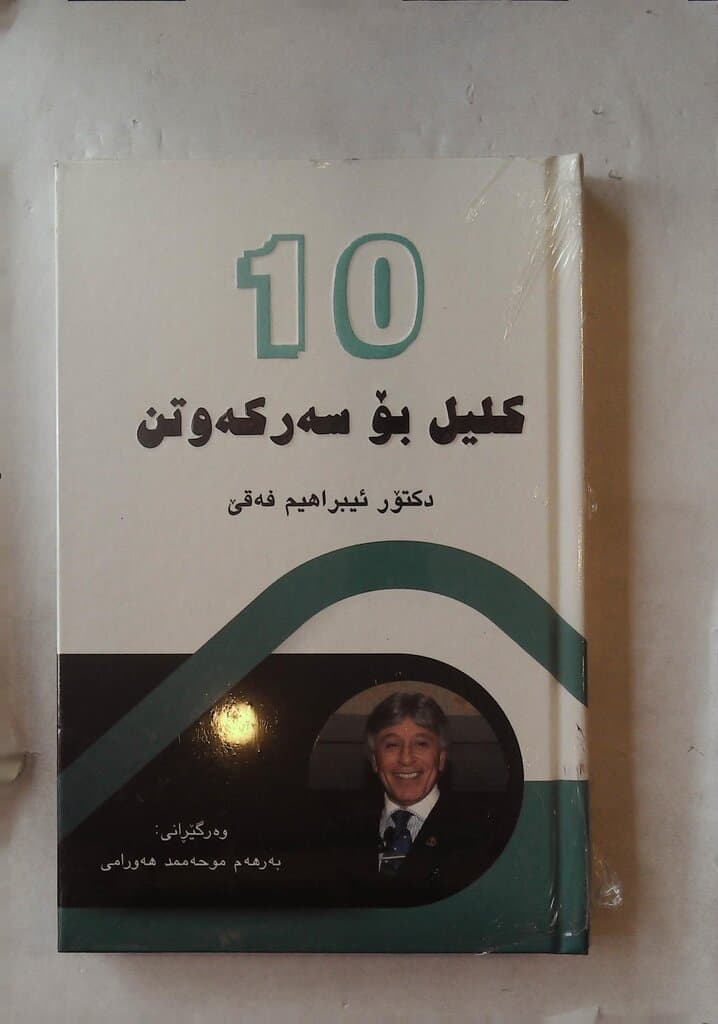 10
کلیل بۆ سەرکەوتن
دکتۆر ئیبراهیم فەقێ
وەرگێڕانی:
بەرهەم موحەممد هەورامی